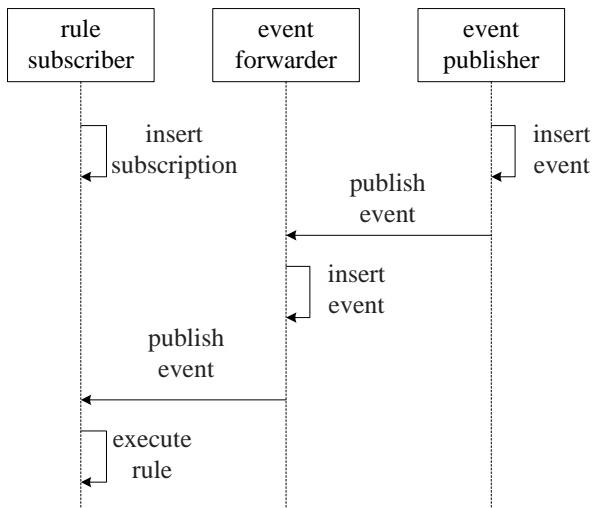 rule
subscriber
event
forwarder
event
publisher
insert
subscription
insert
event
publish
event
insert
event
publish
event
execute
rule